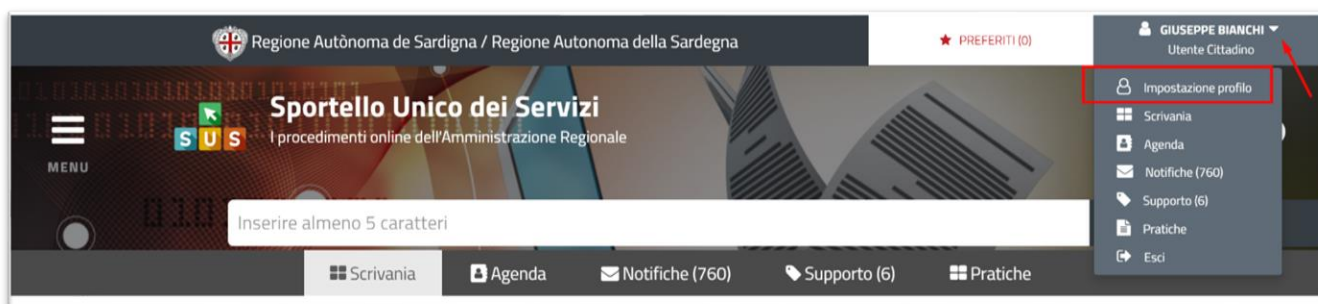 Regione Autònoma de Sardigna / Regione Autonoma della Sardegna
PREFERITI (0)
GIUSEPPE BIANCHI
Utente Cittadino
Impostazione profilo
Scrivania
Agenda
Notifiche (760)
Supporto (6)
Pratiche
Esci
MENU
SUS
Sportello Unico dei Servizi
I procedimenti online dell'Amministrazione Regionale
Inserire almeno 5 caratteri
Scrivania Agenda Notifiche (760) Supporto (6) Pratiche